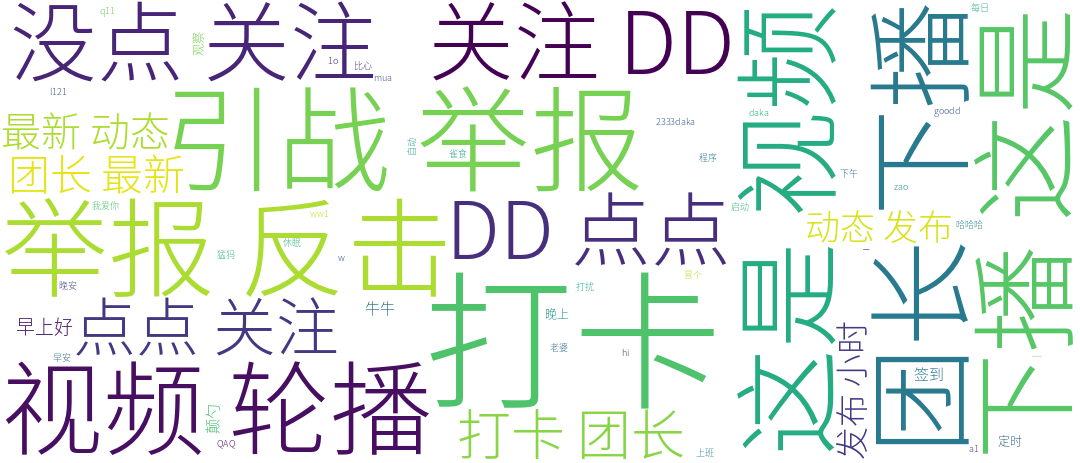 没点 关注
关注 DD
q11
观察
1o
比心
mua
l121
最新 动态
引战 举报
团长 最新
自动
雀食
2333daka
程序
举报 反击
我爱你
ww1
休眠
猛犸
w
晚安
DD 点点
冒个
早上好
点点 关注
早安
牛牛
打卡
晚上
老婆
hi
打扰
视频 轮播
颠勺
QAQ
打卡 团长
上班
这是 视频
daka
启动
下午
动态 发布
哈哈哈
发布 小时
团长 下播
goodd
zao
签到
a1
下播 这是
每日
定时
一
一一